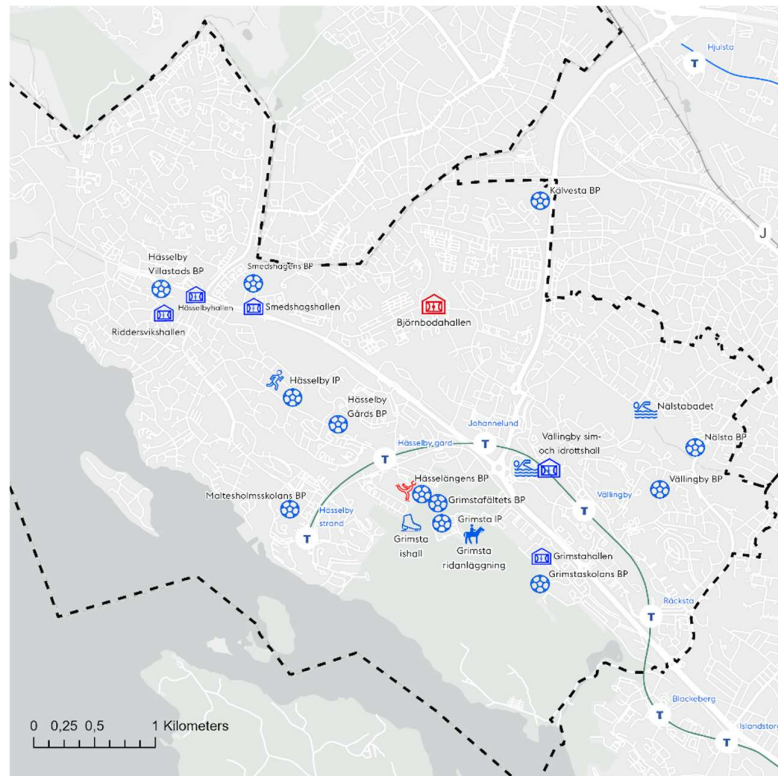 Hjulsta
T
Kälvesta BP
J
Hässelby
Villastads BP
Smedshagens BP
Hässelbyhallen
Smedshagshallen
Riddersvikshallen
Björnbodahallen
Hässelby IP
Hässelby
Gårds BP
Nälstabadet
Johannelund
T
Hässelby gård
T
Vällingby sim-
och idrottshall
Nälsta BP
Hässelängens BP
Vällingby BP
Maltesholmsskolans BP
Grimstafältets BP
Hässelby
strand
T
Grimsta
ishall
Grimsta IP
Grimsta
ridanläggning
Vällingby
T
Grimstahallen
Grimstaskolans BP
Råcksta
T
Blackeberg
T
Islandstor
T
0 0,25 0,5 1 Kilometers